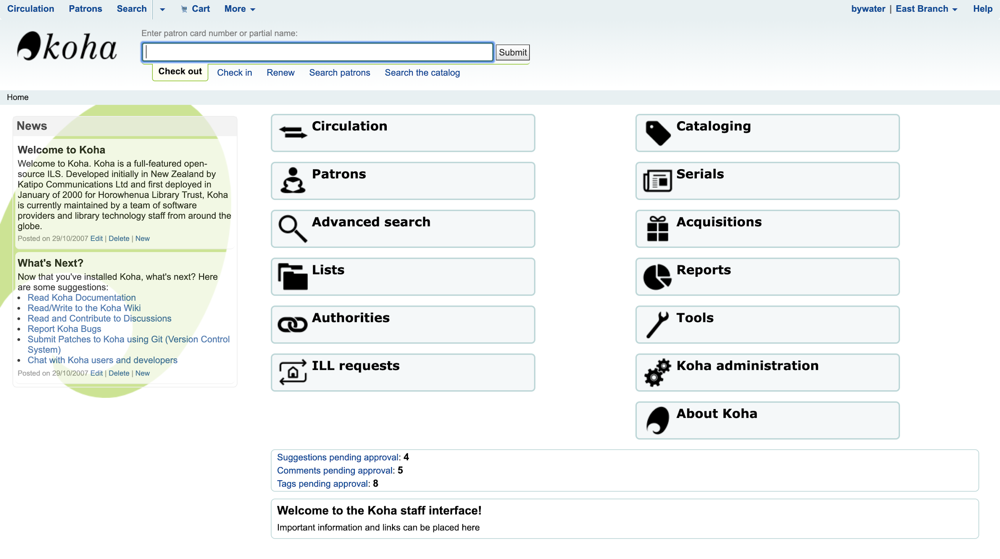 Circulation Patrons Search Cart More bywater | East Branch Help
koha
Enter patron card number or partial name:
Submit
Check out Check in Renew Search patrons Search the catalog
Home
News
Welcome to Koha
Welcome to Koha. Koha is a full-featured open-
source ILS. Developed initially in New Zealand by
Katipo Communications Ltd and first deployed in
January of 2000 for Horowhenua Library Trust, Koha
is currently maintained by a team of software
providers and library technology staff from around the
globe.
Posted on 29/10/2007 Edit | Delete | New
What's Next?
Now that you've installed Koha, what's next? Here
are some suggestions:
• Read Koha Documentation
• Read/Write to the Koha Wiki
• Read and Contribute to Discussions
• Report Koha Bugs
• Submit Patches to Koha using Git (Version Control
System)
• Chat with Koha users and developers
Posted on 29/10/2007 Edit | Delete | New
Circulation
Patrons
Advanced search
Lists
Authorities
ILL requests
Cataloging
Serials
Acquisitions
Reports
Tools
Koha administration
About Koha
Suggestions pending approval: 4
Comments pending approval: 5
Tags pending approval: 8
Welcome to the Koha staff interface!
Important information and links can be placed here